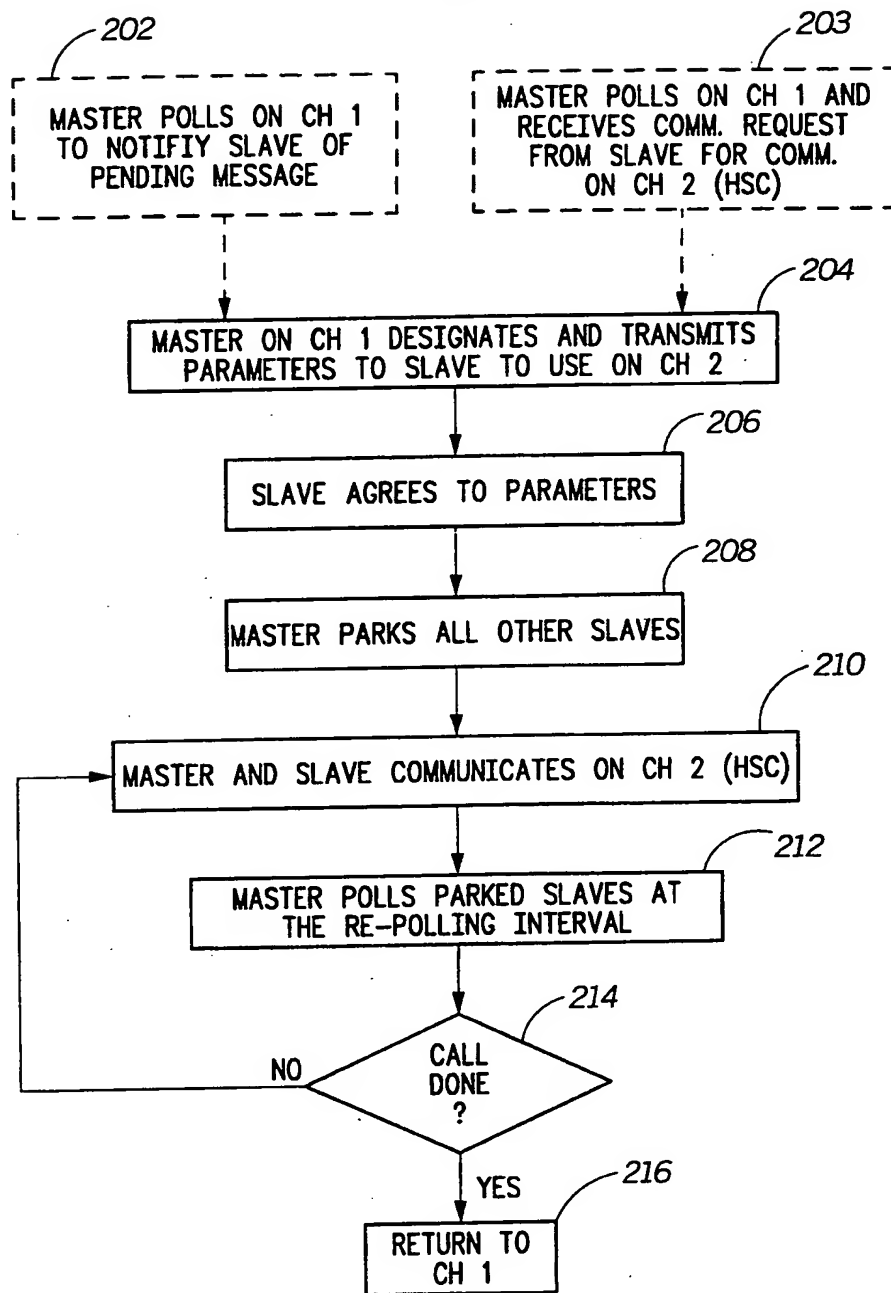 202
MASTER POLLS ON CH 1
TO NOTIFIY SLAVE OF
PENDING MESSAGE
203
MASTER POLLS ON CH 1 AND
RECEIVES COMM. REQUEST
FROM SLAVE FOR COMM.
ON CH 2 (HSC)
204
MASTER ON CH 1 DESIGNATES AND TRANSMITS
PARAMETERS TO SLAVE TO USE ON CH 2
206
SLAVE AGREES TO PARAMETERS
208
MASTER PARKS ALL OTHER SLAVES
210
MASTER AND SLAVE COMMUNICATES ON CH 2 (HSC)
212
MASTER POLLS PARKED SLAVES AT
THE RE-POLLING INTERVAL
214
CALL
DONE
?
NO
YES
216
RETURN TO
CH 1